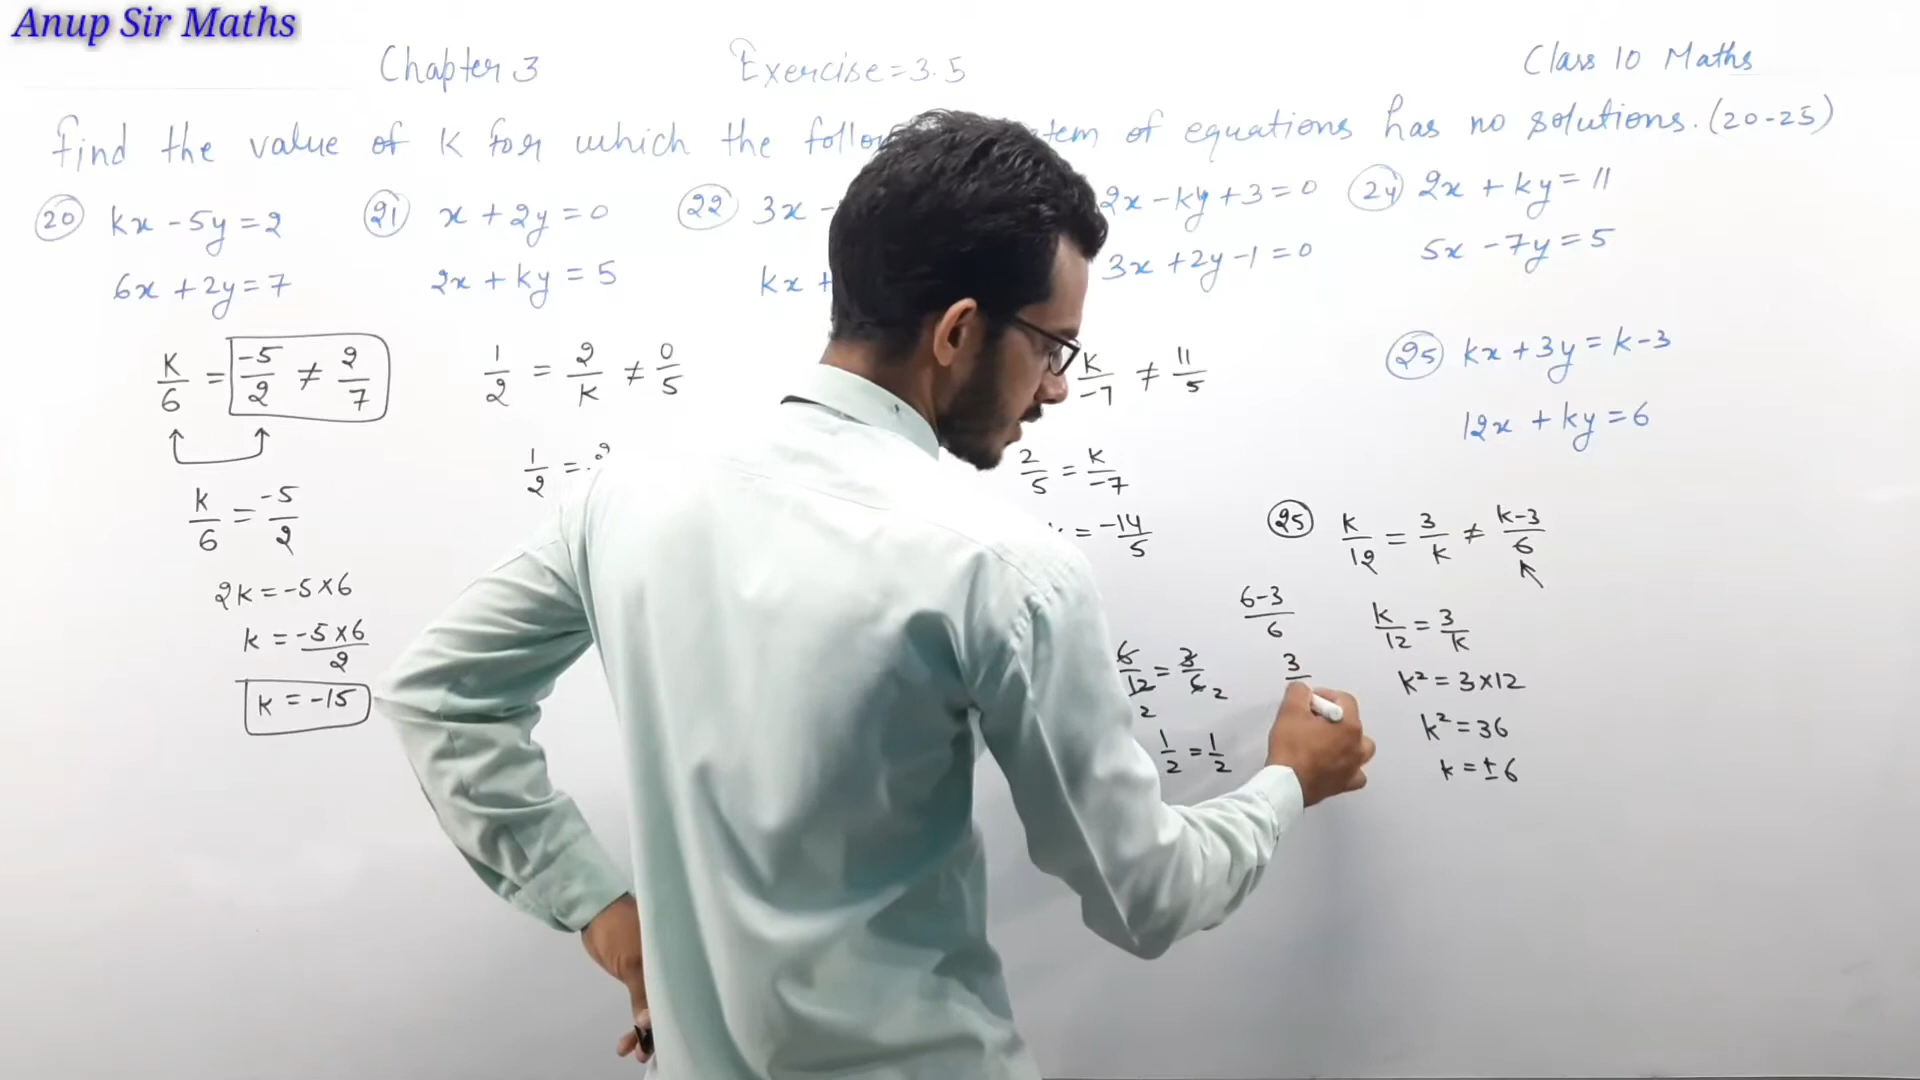 Anup Sir Maths
Chapter 3 Exercise=3.5 Class 10 Maths
Find the value of K for which the of equations has no solutions. (20-25)
20 kx - 5y = 2
6x + 2y = 7
K/6 = -5/2 ≠ 2/7
k/6 = -5/2
2k = -5×6
k = -5×6/2
k = -15
21 x + 2y = 0
2x + ky = 5
1/2 = 2/k ≠ 0/5
1/2 =
22 3x -
kx +
2x - ky + 3 = 0
3x + 2y - 1 = 0
24 2x + ky = 11
5x - 7y = 5
k/-7 ≠ 11/5
2/5 = k/-7
= -14/5
25 kx + 3y = k-3
12x + ky = 6
25 k/12 = 3/k ≠ k-3/6
k/12 = 3/k
k² = 3×12
k² = 36
k = ±6
6-3/6
3
6/12 = 3/6
2 2
1/2 = 1/2